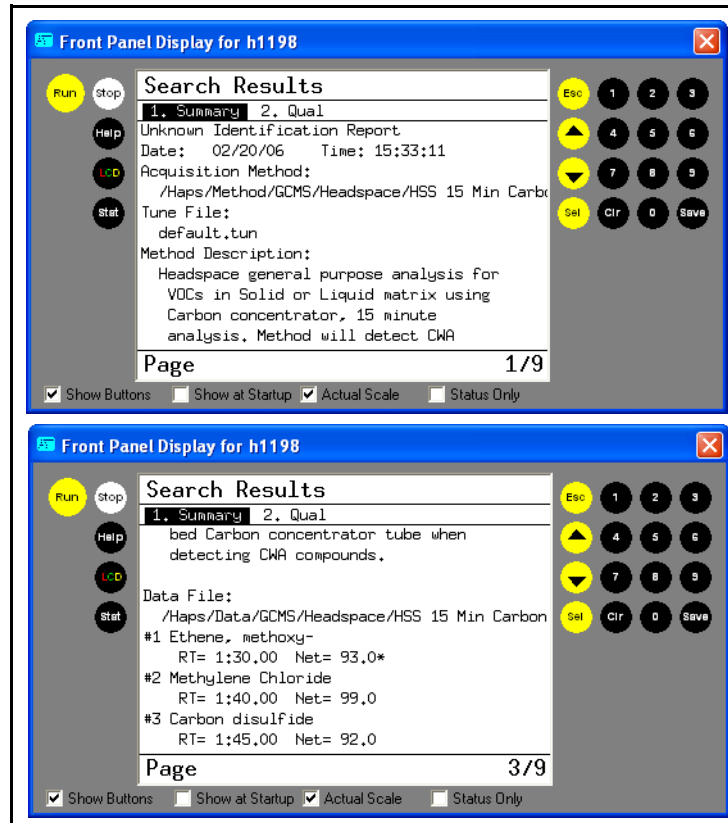 Front Panel Display for h1198
Run Stop
Help
LCD
Stat
Search Results
1. Summary 2. Qual
Unknown Identification Report
Date: 02/20/06 Time: 15:33:11
Acquisition Method:
/Haps/Method/GCMS/Headspace/HSS 15 Min Carbo
Tune File:
default.tun
Method Description:
Headspace general purpose analysis for
VOCs in Solid or Liquid matrix using
Carbon concentrator, 15 minute
analysis. Method will detect CWA
Page 1/9
Esc 1 2 3
4 5 6
7 8 9
Sel Clr 0 Save
Show Buttons Show at Startup Actual Scale Status Only
Front Panel Display for h1198
Run Stop
Help
LCD
Stat
Search Results
1. Summary 2. Qual
bed Carbon concentrator tube when
detecting CWA compounds.
Data File:
/Haps/Data/GCMS/Headspace/HSS 15 Min Carbon
#1 Ethene, methoxy-
RT= 1:30.00 Net= 93.0*
#2 Methylene Chloride
RT= 1:40.00 Net= 99.0
#3 Carbon disulfide
RT= 1:45.00 Net= 92.0
Page 3/9
Esc 1 2 3
4 5 6
7 8 9
Sel Clr 0 Save
Show Buttons Show at Startup Actual Scale Status Only